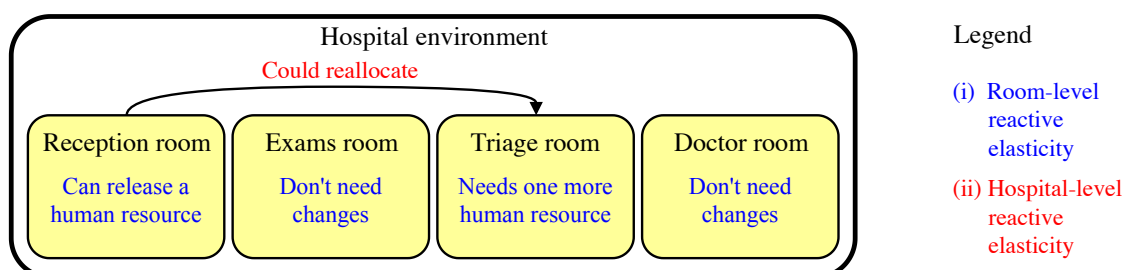 Hospital environment
Could reallocate
Reception room
Can release a
human resource
Exams room
Don't need
changes
Triage room
Needs one more
human resource
Doctor room
Don't need
changes
Legend
(i) Room-level
reactive
elasticity
(ii) Hospital-level
reactive
elasticity